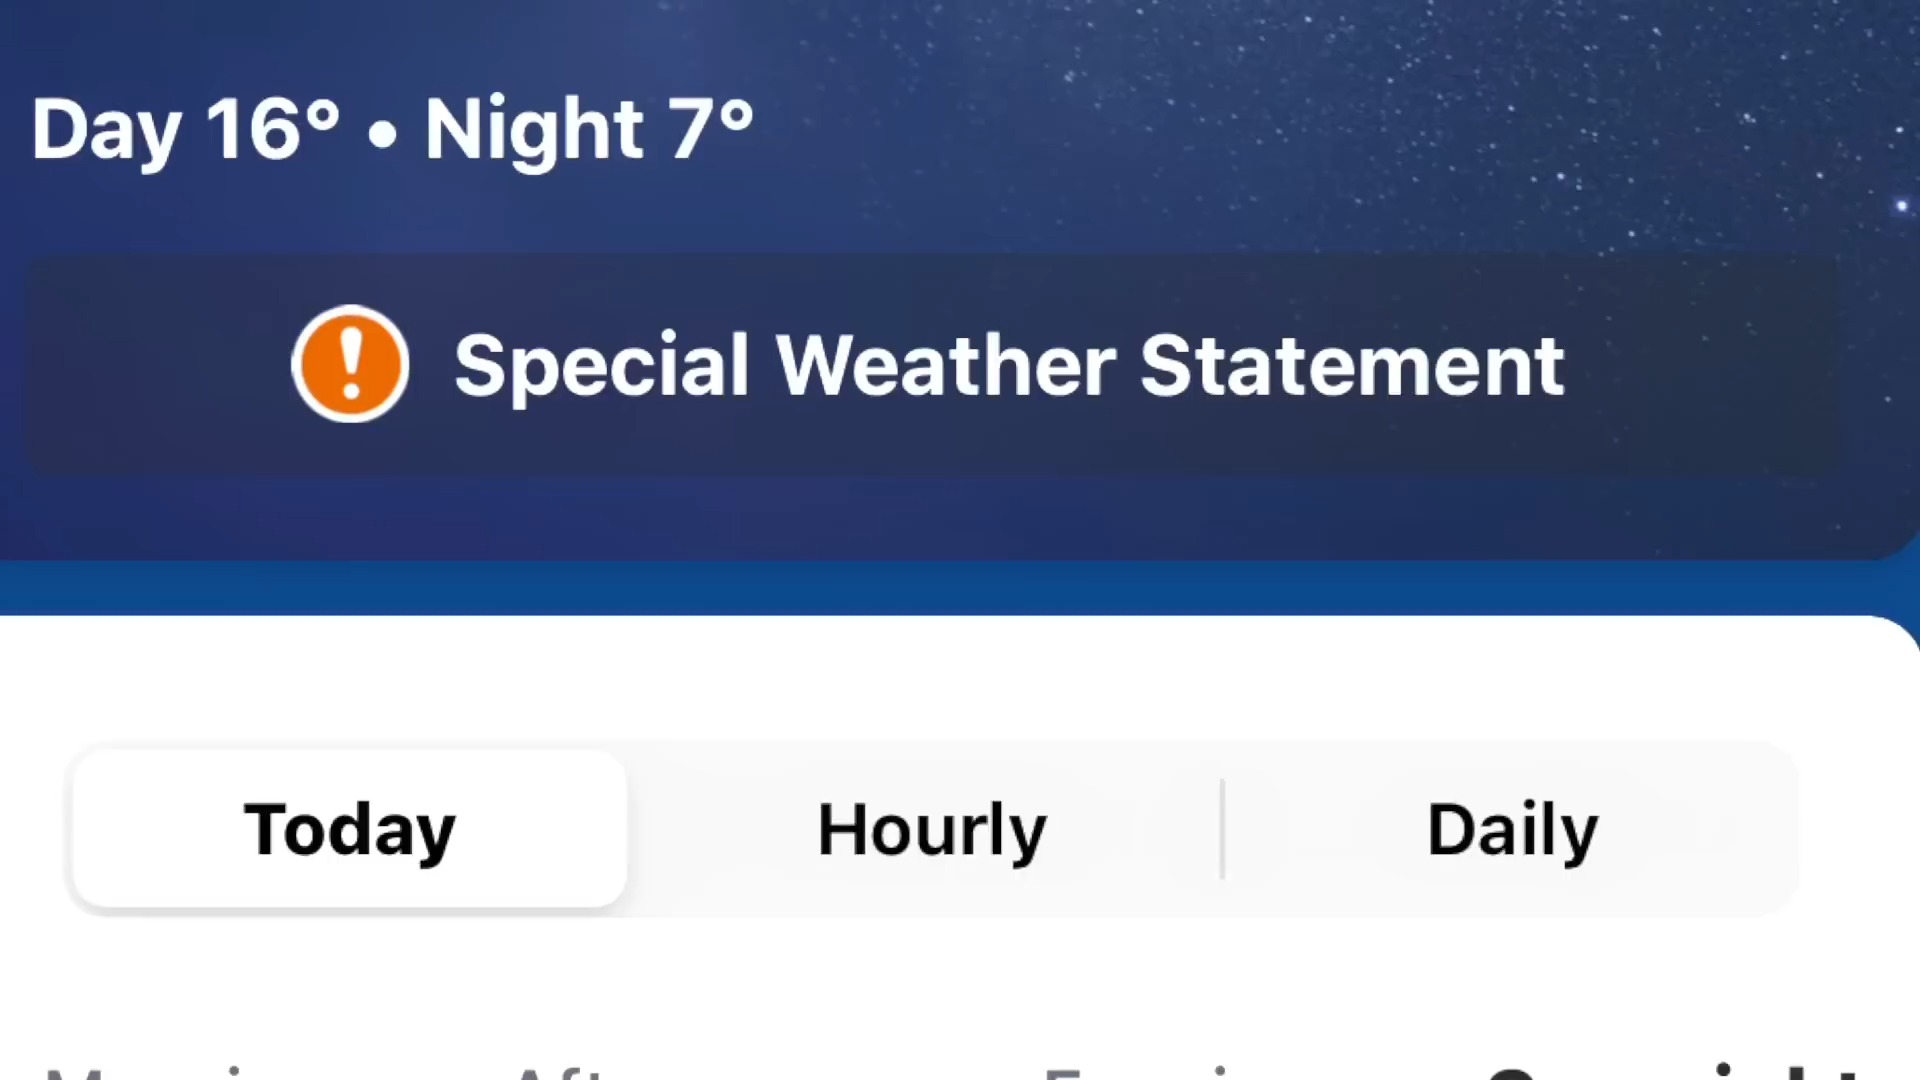 Day 16° • Night 7°
Special Weather Statement
Today Hourly Daily